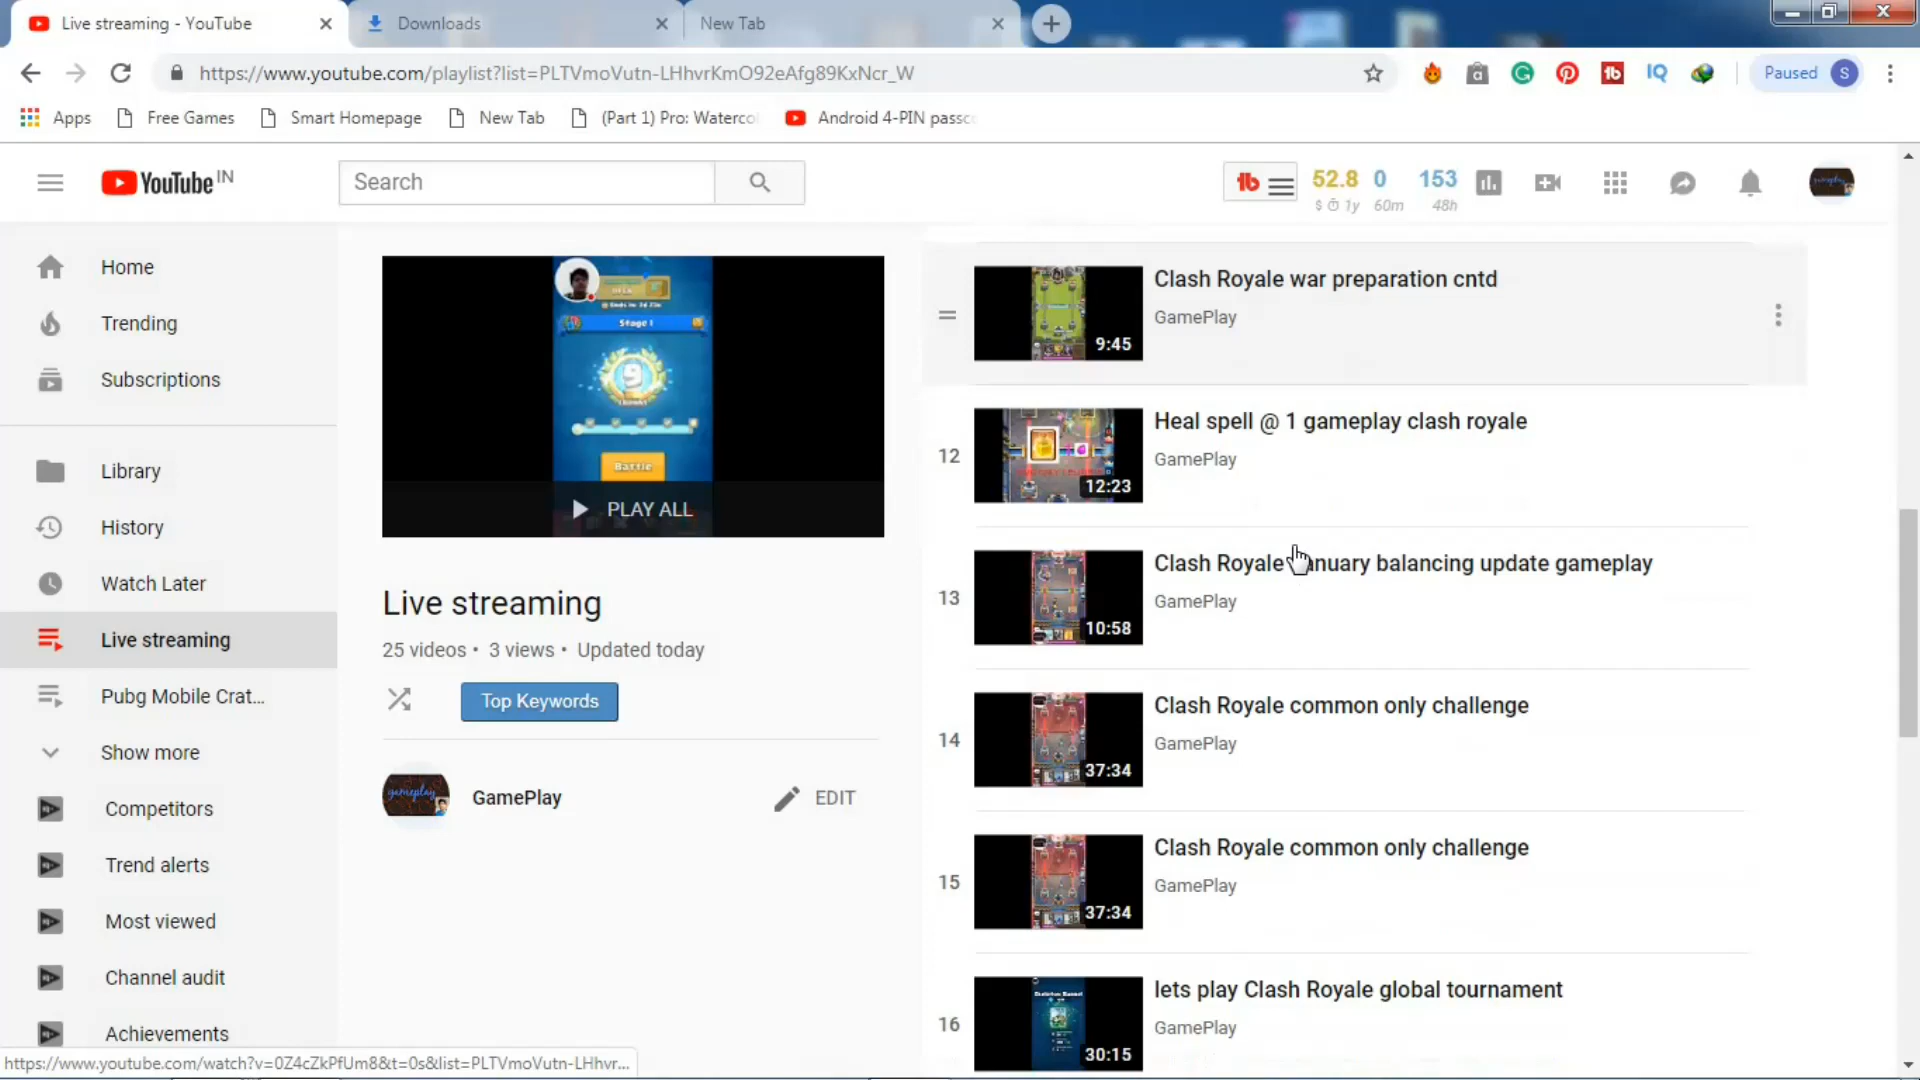 Live streaming - YouTube
Downloads
New Tab
https://www.youtube.com/playlist?list=PLTVmoVutn-LHhvrKmO92eAfg89KxNcr_W
Paused S
Apps
Free Games
Smart Homepage
New Tab
(Part 1) Pro: Waterco
Android 4-PIN passc
YouTube IN
Search
52.8 0 153
$ 1y 60m 48h
Home
Trending
Subscriptions
Library
History
Watch Later
Live streaming
Pubg Mobile Crat...
Show more
Competitors
Trend alerts
Most viewed
Channel audit
Achievements
Stage 1
9
Battle
PLAY ALL
Live streaming
25 videos • 3 views • Updated today
Top Keywords
GamePlay
EDIT
Clash Royale war preparation cntd
GamePlay
9:45
12
Heal spell @ 1 gameplay clash royale
GamePlay
12:23
13
Clash Royale anuary balancing update gameplay
GamePlay
10:58
14
Clash Royale common only challenge
GamePlay
37:34
15
Clash Royale common only challenge
GamePlay
37:34
16
lets play Clash Royale global tournament
GamePlay
30:15
https://www.youtube.com/watch?v=0Z4cZkPfUm8&t=0s&list=PLTVmoVutn-LHhvr...